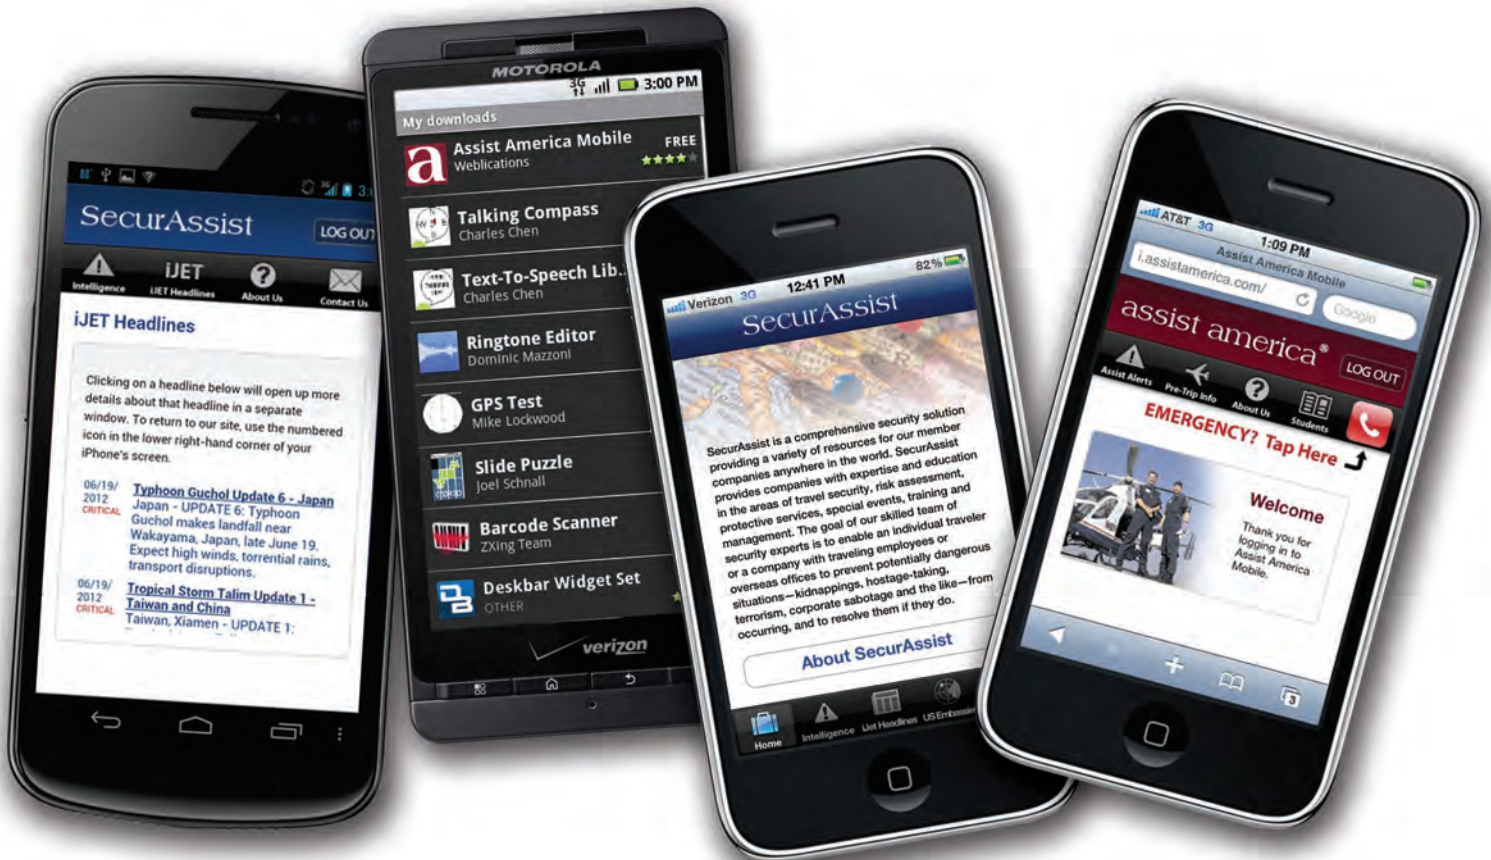 88°
3:
SecurAssist
LOG OUT
Intelligence
iJET
iJET Headlines
About Us
Contact Us
iJET Headlines
Clicking on a headline below will open up more
details about that headline in a separate
window. To return to our site, use the numbered
icon in the lower right-hand corner of your
iPhone's screen.
06/19/
2012
CRITICAL
Typhoon Guchol Update 6 - Japan
Japan - UPDATE 6: Typhoon
Guchol makes landfall near
Wakayama, Japan, late June 19.
Expect high winds, torrential rains,
transport disruptions.
06/19/
2012
CRITICAL
Tropical Storm Talim Update 1 -
Taiwan and China
Taiwan, Xiamen - UPDATE 1:
MOTOROLA
3G
3:00 PM
My downloads
a
Assist America Mobile
FREE
Weblications
Talking Compass
Charles Chen
Text-To-Speech Lib..
Charles Chen
Ringtone Editor
Dominic Mazzoni
GPS Test
Mike Lockwood
Slide Puzzle
Joel Schnall
Barcode Scanner
ZXing Team
Deskbar Widget Set
OTHER
verizon
Verizon 3G
12:41 PM
82%
SecurAssist
SecurAssist is a comprehensive security solution
providing a variety of resources for our member
companies anywhere in the world. SecurAssist
provides companies with expertise and education
in the areas of travel security, risk assessment,
protective services, special events, training and
management. The goal of our skilled team of
security experts is to enable an individual traveler
or a company with traveling employees or
overseas offices to prevent potentially dangerous
situations—kidnappings, hostage-taking,
terrorism, corporate sabotage and the like—from
occurring, and to resolve them if they do.
About SecurAssist
Home
Intelligence
iJet Headlines
US Embassies
AT&T 3G
1:09 PM
Assist America Mobile
i.assistamerica.com/
Google
assist america®
LOG OUT
Assist Alerts
Pre-Trip Info
About Us
Students
EMERGENCY? Tap Here
Welcome
Thank you for
logging in to
Assist America
Mobile.
3